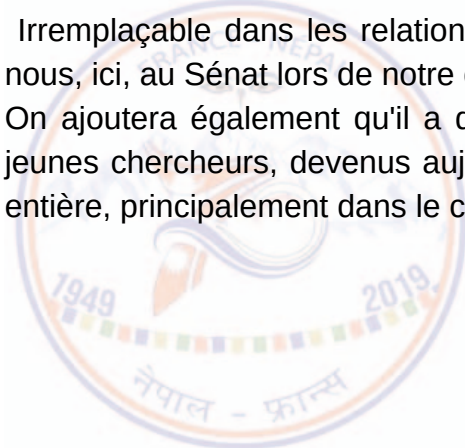 Irremplaçable dans les relation
nous, ici, au Sénat lors de notre
On ajoutera également qu'il a
jeunes chercheurs, devenus
entière, principalement dans le
FRANCE NEPAL
1949
2019
नेपाल - फ्रान्स